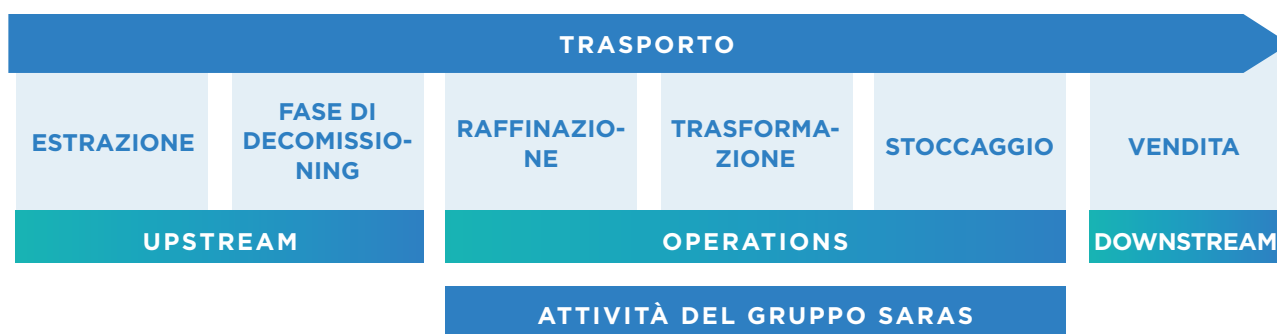 TRASPORTO
ESTRAZIONE
FASE DI
DECOMISSIO-
NING
RAFFINAZIO-
NE
TRASFORMA-
ZIONE
STOCCAGGIO
VENDITA
UPSTREAM
OPERATIONS
DOWNSTREAM
ATTIVITÀ DEL GRUPPO SARAS